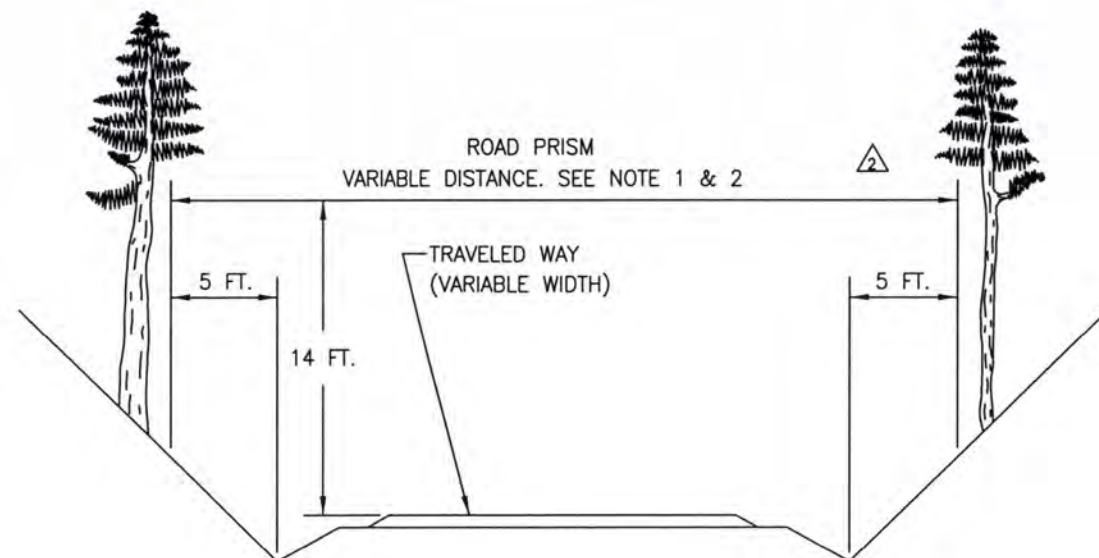 ROAD PRISM
VARIABLE DISTANCE. SEE NOTE 1 & 2
2
TRAVELED WAY
(VARIABLE WIDTH)
5 FT.
5 FT.
14 FT.